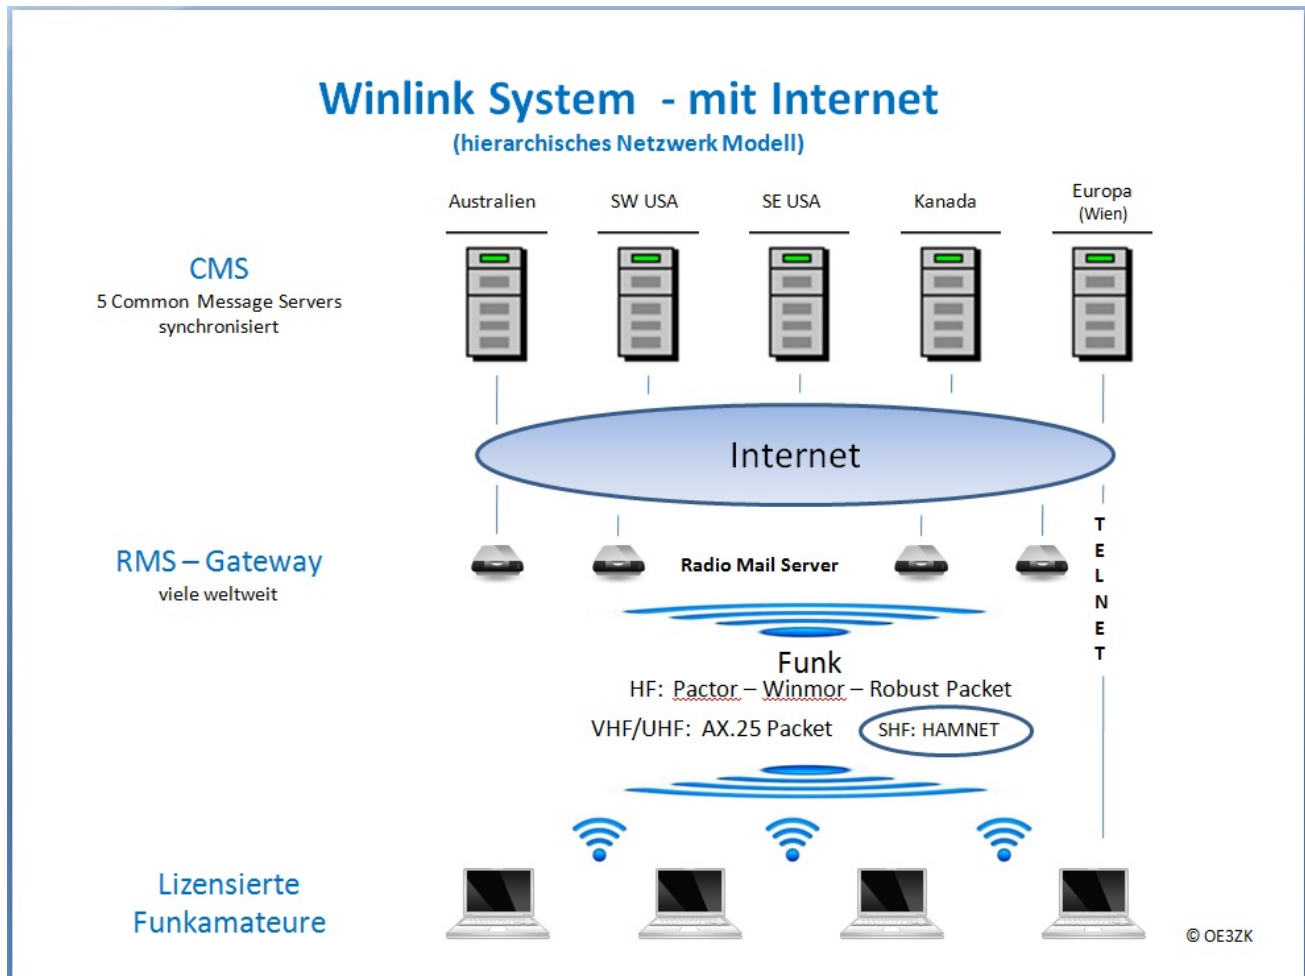 Winlink System - mit Internet
(hierarchisches Netzwerk Modell)
Australien
SW USA
SE USA
Kanada
Europa
(Wien)
CMS
5 Common Message Servers
synchronisiert
Internet
RMS – Gateway
viele weltweit
Radio Mail Server
TELNET
Funk
HF: Pactor – Winmor – Robust Packet
VHF/UHF: AX.25 Packet
SHF: HAMNET
Lizensierte
Funkamateure
© OE3ZK